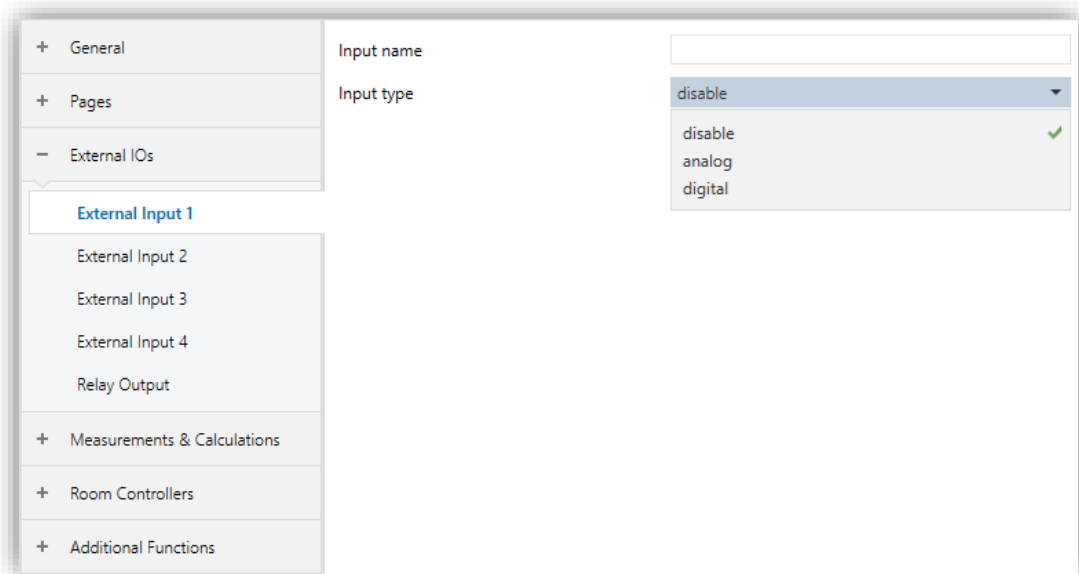 General
Pages
External IOs
External Input 1
External Input 2
External Input 3
External Input 4
Relay Output
Measurements & Calculations
Room Controllers
Additional Functions
Input name
Input type
disable
disable
analog
digital